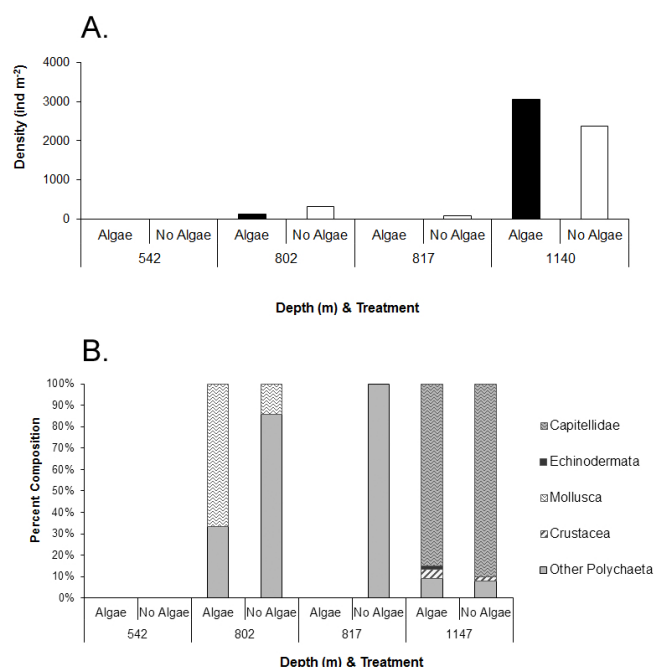 A.
4000
3000
2000
1000
0
Density (ind m⁻²)
Algae No Algae Algae No Algae Algae No Algae Algae No Algae
542 802 817 1140
Depth (m) & Treatment
B.
100%
90%
80%
70%
60%
50%
40%
30%
20%
10%
0%
Percent Composition
Algae No Algae Algae No Algae Algae No Algae Algae No Algae
542 802 817 1147
Depth (m) & Treatment
Capitellidae
Echinodermata
Mollusca
Crustacea
Other Polychaeta